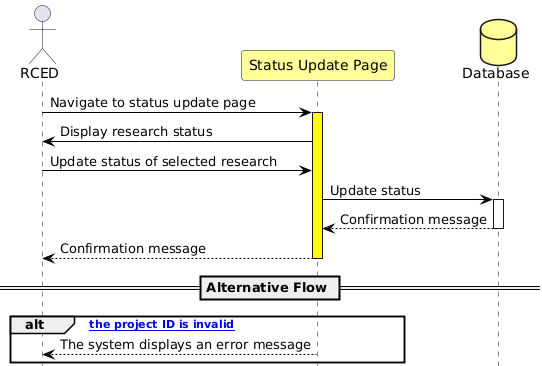 RCED
Status Update Page
Database
Navigate to status update page
Display research status
Update status of selected research
Update status
Confirmation message
Confirmation message
Alternative Flow
alt
the project ID is invalid
The system displays an error message